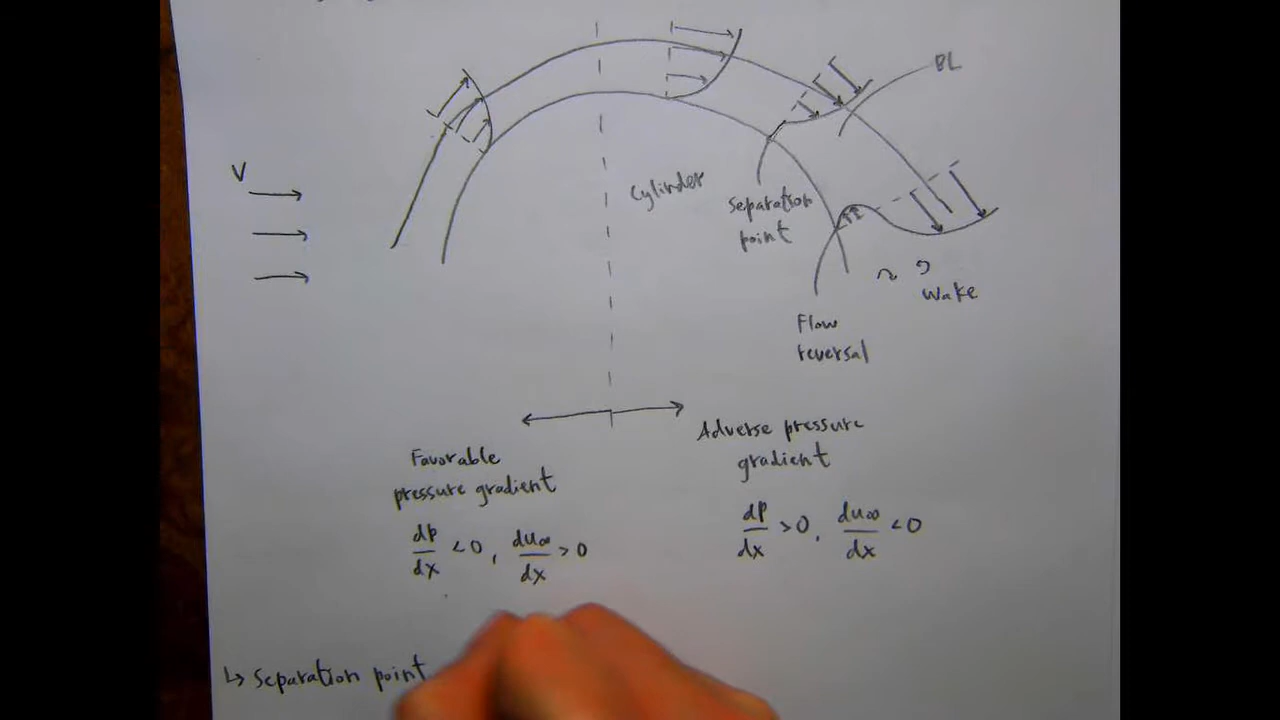 BL
V
Cylinder
Separation
point
Wake
Flow
reversal
Favorable
pressure gradient
dP/dx < 0, du∞/dx > 0
Adverse pressure
gradient
dP/dx > 0, du∞/dx < 0
↳ Separation point